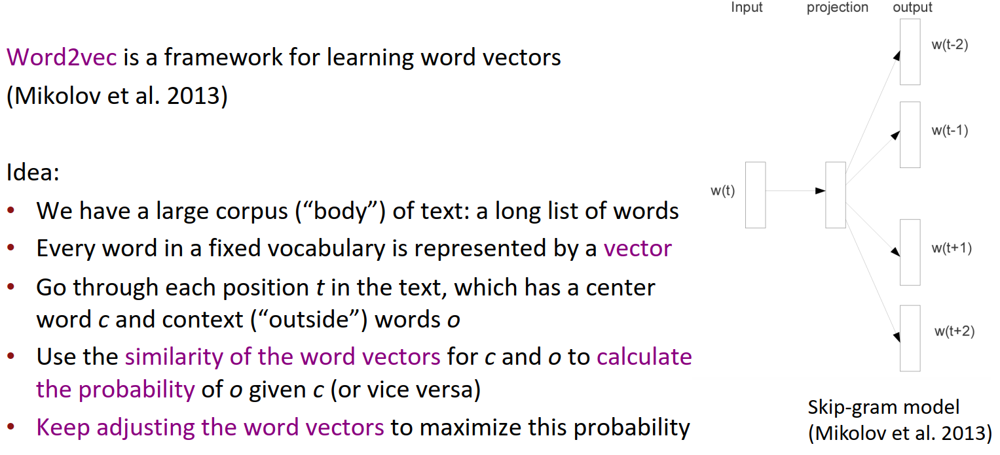 Word2vec is a framework for learning word vectors
(Mikolov et al. 2013)
Idea:
• We have a large corpus (“body”) of text: a long list of words
• Every word in a fixed vocabulary is represented by a vector
• Go through each position t in the text, which has a center
word c and context (“outside”) words o
• Use the similarity of the word vectors for c and o to calculate
the probability of o given c (or vice versa)
• Keep adjusting the word vectors to maximize this probability
Input projection output
w(t-2)
w(t-1)
w(t)
w(t+1)
w(t+2)
Skip-gram model
(Mikolov et al. 2013)